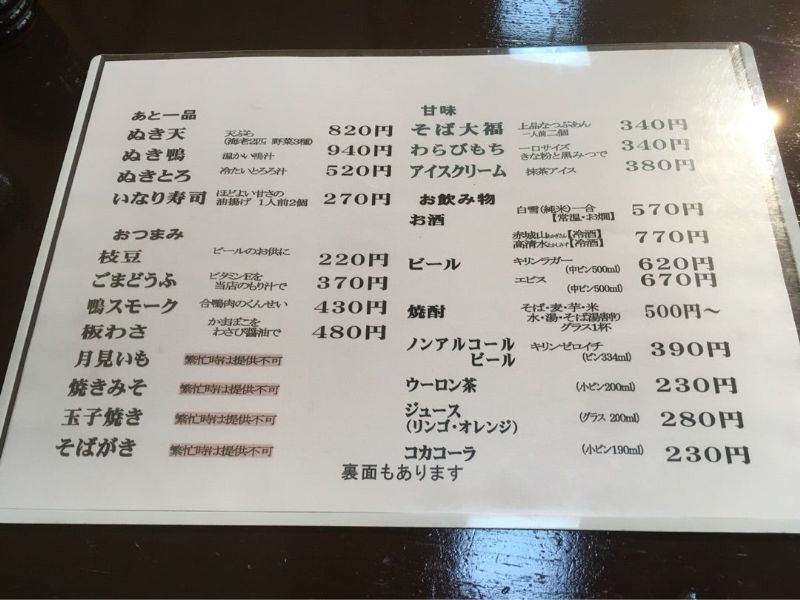 あと一品
ぬき天 天ぷら (海老2匹 野菜3種) 820円
ぬき鴨 温かい鴨汁 940円
ぬきとろ 冷たいとろろ汁 520円
いなり寿司 ほどよい甘さの 油揚げ 1人前2個 270円
おつまみ
枝豆 ビールのお供に 220円
ごまどうふ ビタミンEを 当店のもり汁で 370円
鴨スモーク 合鴨肉のくんせい 430円
板わさ かまぼこを わさび醤油で 480円
月見いも 繁忙時は提供不可
焼きみそ 繁忙時は提供不可
玉子焼き 繁忙時は提供不可
そばがき 繁忙時は提供不可
甘味
そば大福 上品なつぶあん 一人前二個 340円
わらびもち 一口サイズ きな粉と黒みつで 340円
アイスクリーム 抹茶アイス 380円
お飲み物
お酒 白雪(純米)一合 【常温・お燗】 570円
赤城山【冷酒】
高清水【冷酒】 770円
ビール キリンラガー (中ビン500ml) 620円
エビス (中ビン500ml) 670円
焼酎 そば・麦・芋・米 水・湯・そば湯割り グラス1杯 500円～
ノンアルコール
ビール キリンゼロイチ (ビン334ml) 390円
ウーロン茶 (小ビン200ml) 230円
ジュース
(リンゴ・オレンジ) (グラス 200ml) 280円
コカコーラ (小ビン190ml) 230円
裏面もあります